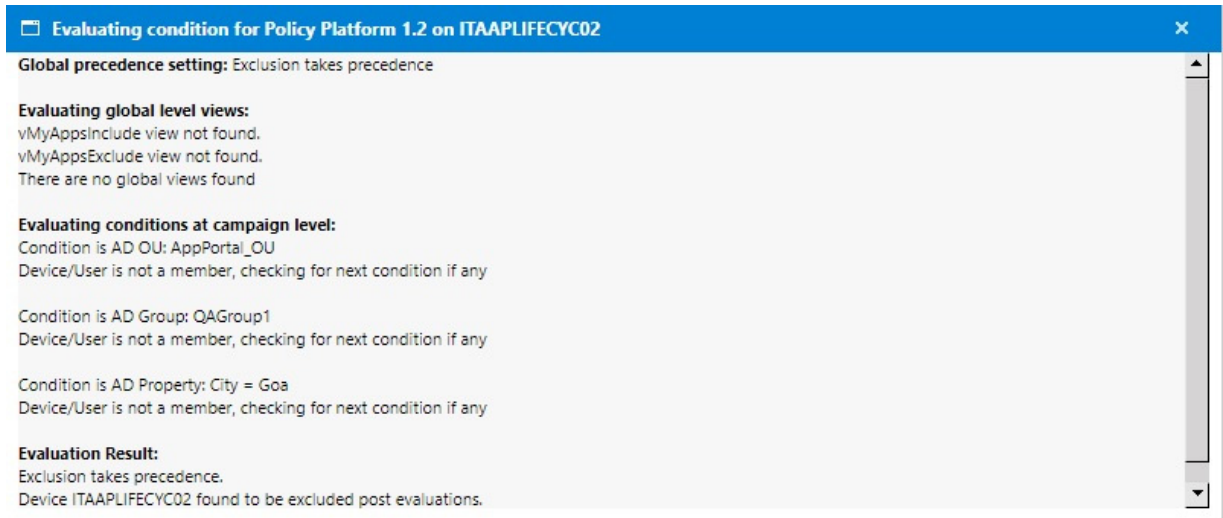 Evaluating condition for Policy Platform 1.2 on ITAAPLIFECYC02
Global precedence setting: Exclusion takes precedence
Evaluating global level views:
vMyAppsInclude view not found.
vMyAppsExclude view not found.
There are no global views found
Evaluating conditions at campaign level:
Condition is AD OU: AppPortal_OU
Device/User is not a member, checking for next condition if any
Condition is AD Group: QAGroup1
Device/User is not a member, checking for next condition if any
Condition is AD Property: City = Goa
Device/User is not a member, checking for next condition if any
Evaluation Result:
Exclusion takes precedence.
Device ITAAPLIFECYC02 found to be excluded post evaluations.